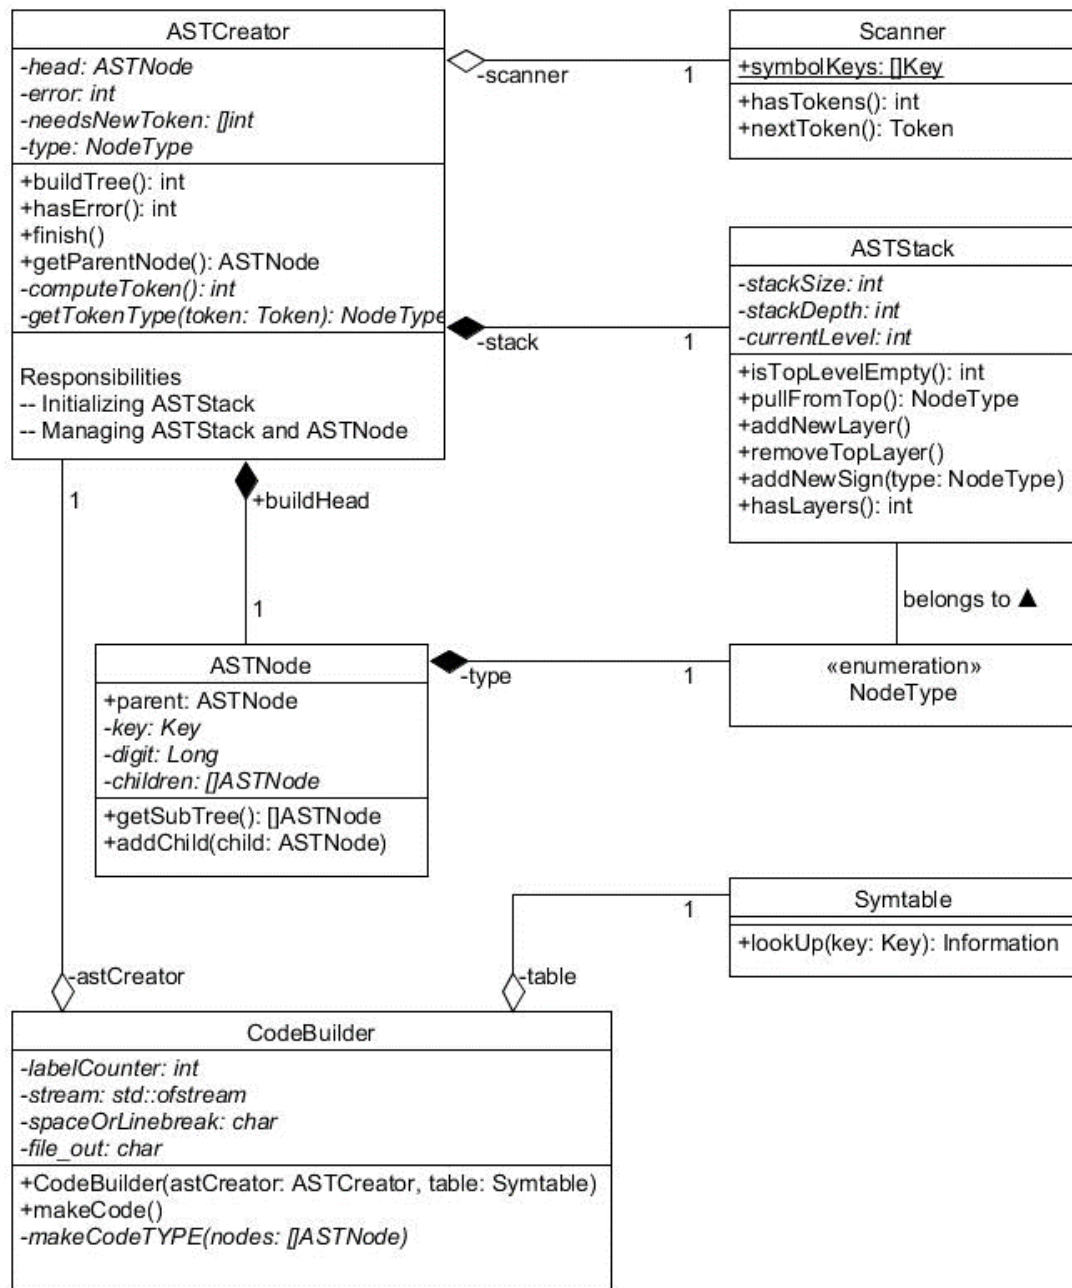 ASTCreator
-head: ASTNode
-error: int
-needsNewToken: []int
-type: NodeType
+buildTree(): int
+hasError(): int
+finish()
+getParentNode(): ASTNode
-computeToken(): int
-getTokenType(token: Token): NodeType
Responsibilities
-- Initializing ASTStack
-- Managing ASTStack and ASTNode
-scanner
1
Scanner
+symbolKeys: []Key
+hasTokens(): int
+nextToken(): Token
-stack
1
ASTStack
-stackSize: int
-stackDepth: int
-currentLevel: int
+isTopLevelEmpty(): int
+pullFromTop(): NodeType
+addNewLayer()
+removeTopLayer()
+addNewSign(type: NodeType)
+hasLayers(): int
1
+buildHead
1
belongs to ▲
ASTNode
+parent: ASTNode
-key: Key
-digit: Long
-children: []ASTNode
+getSubTree(): []ASTNode
+addChild(child: ASTNode)
-type
1
«enumeration»
NodeType
Symtable
+lookUp(key: Key): Information
1
-astCreator
-table
CodeBuilder
-labelCounter: int
-stream: std::ofstream
-spaceOrLinebreak: char
-file_out: char
+CodeBuilder(astCreator: ASTCreator, table: Symtable)
+makeCode()
-makeCodeTYPE(nodes: []ASTNode)